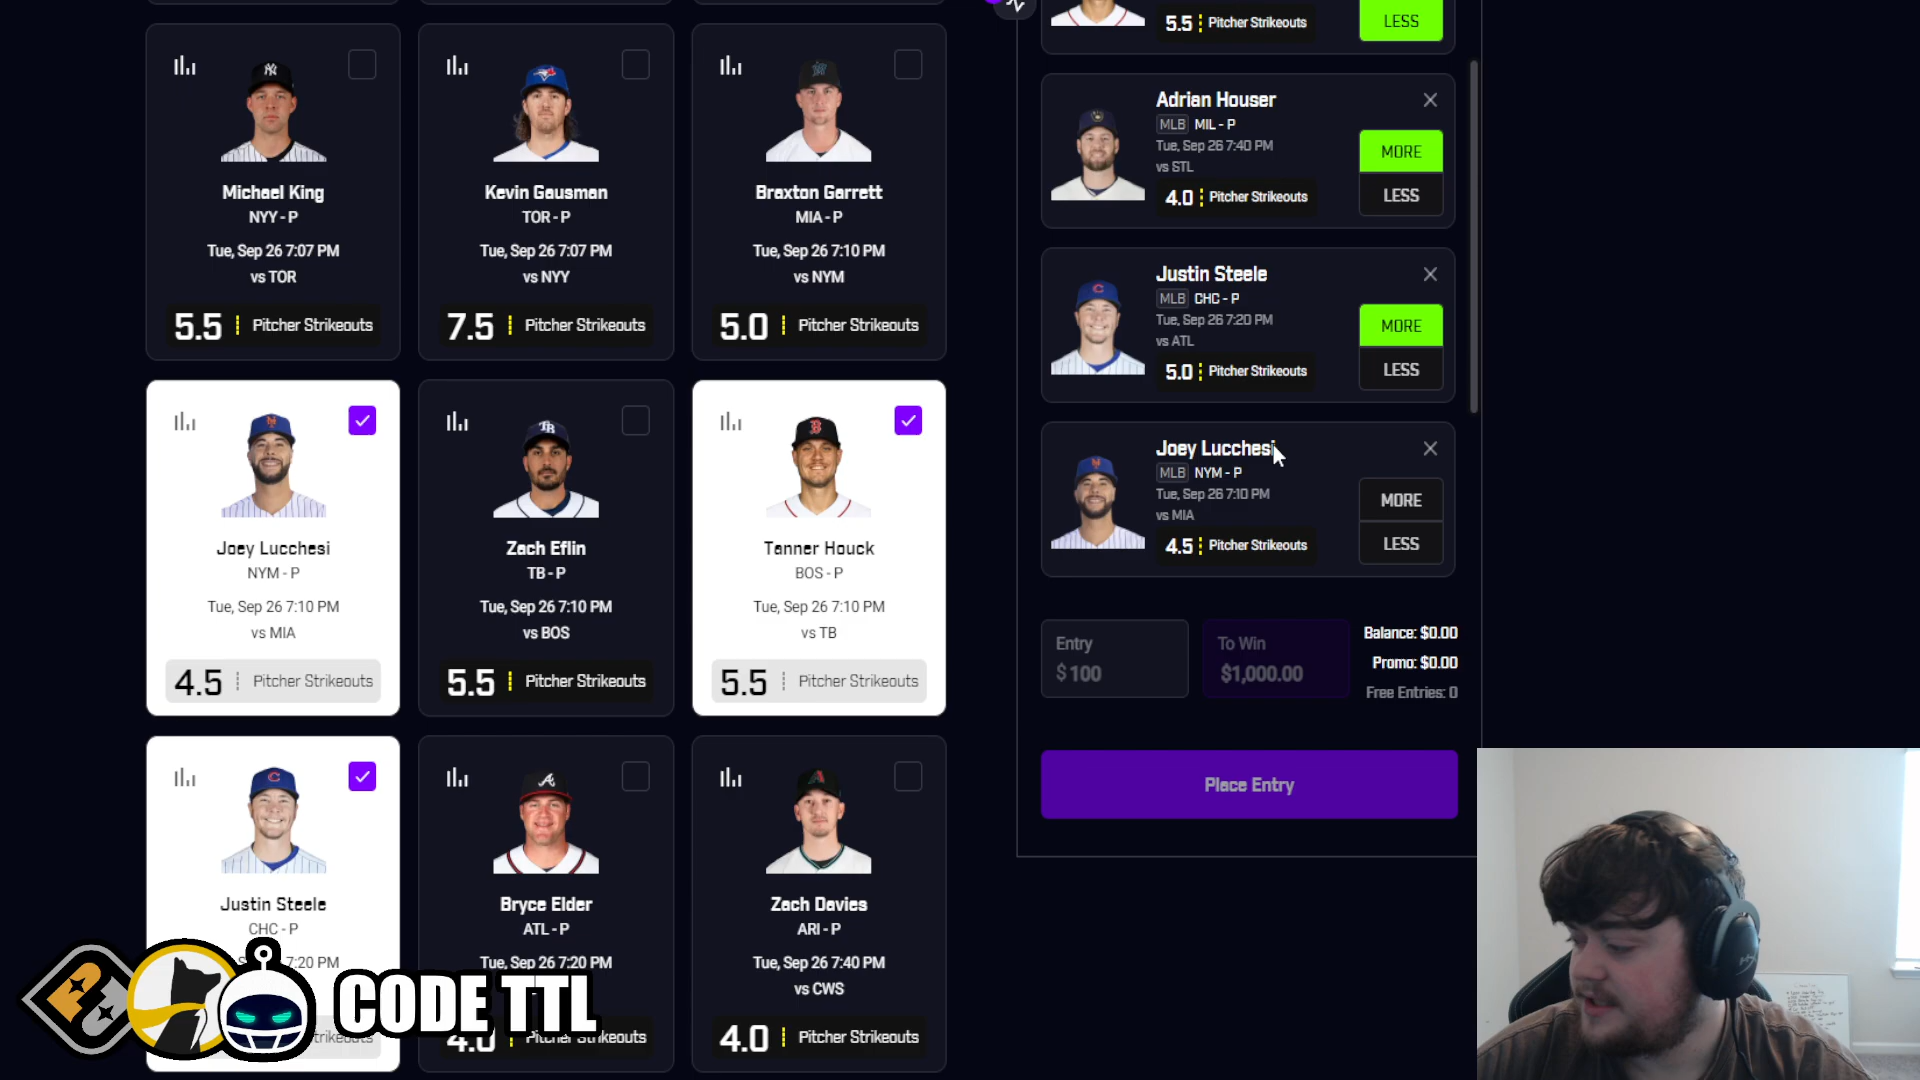 Michael King
NYY - P
Tue, Sep 26 7:07 PM
vs TOR
5.5 Pitcher Strikeouts
Kevin Gausman
TOR - P
Tue, Sep 26 7:07 PM
vs NYY
7.5 Pitcher Strikeouts
Braxton Garrett
MIA - P
Tue, Sep 26 7:10 PM
vs NYM
5.0 Pitcher Strikeouts
Joey Lucchesi
NYM - P
Tue, Sep 26 7:10 PM
vs MIA
4.5 Pitcher Strikeouts
Zach Eflin
TB - P
Tue, Sep 26 7:10 PM
vs BOS
5.5 Pitcher Strikeouts
Tanner Houck
BOS - P
Tue, Sep 26 7:10 PM
vs TB
5.5 Pitcher Strikeouts
Justin Steele
CHC - P
7:20 PM
Bryce Elder
ATL - P
Tue, Sep 26 7:20 PM
4.0 Pitcher Strikeouts
Zach Davies
ARI - P
Tue, Sep 26 7:40 PM
vs CWS
4.0 Pitcher Strikeouts
CODE TTL
5.5 Pitcher Strikeouts
LESS
Adrian Houser
MLB MIL - P
Tue, Sep 26 7:40 PM
vs STL
4.0 Pitcher Strikeouts
MORE
LESS
Justin Steele
MLB CHC - P
Tue, Sep 26 7:20 PM
vs ATL
5.0 Pitcher Strikeouts
MORE
LESS
Joey Lucchesi
MLB NYM - P
Tue, Sep 26 7:10 PM
vs MIA
4.5 Pitcher Strikeouts
MORE
LESS
Entry
$100
To Win
$1,000.00
Balance: $0.00
Promo: $0.00
Free Entries: 0
Place Entry